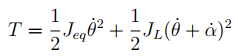 T = \frac{1}{2} J_{eq} \dot{\theta}^2 + \frac{1}{2} J_L (\dot{\theta} + \dot{\alpha})^2